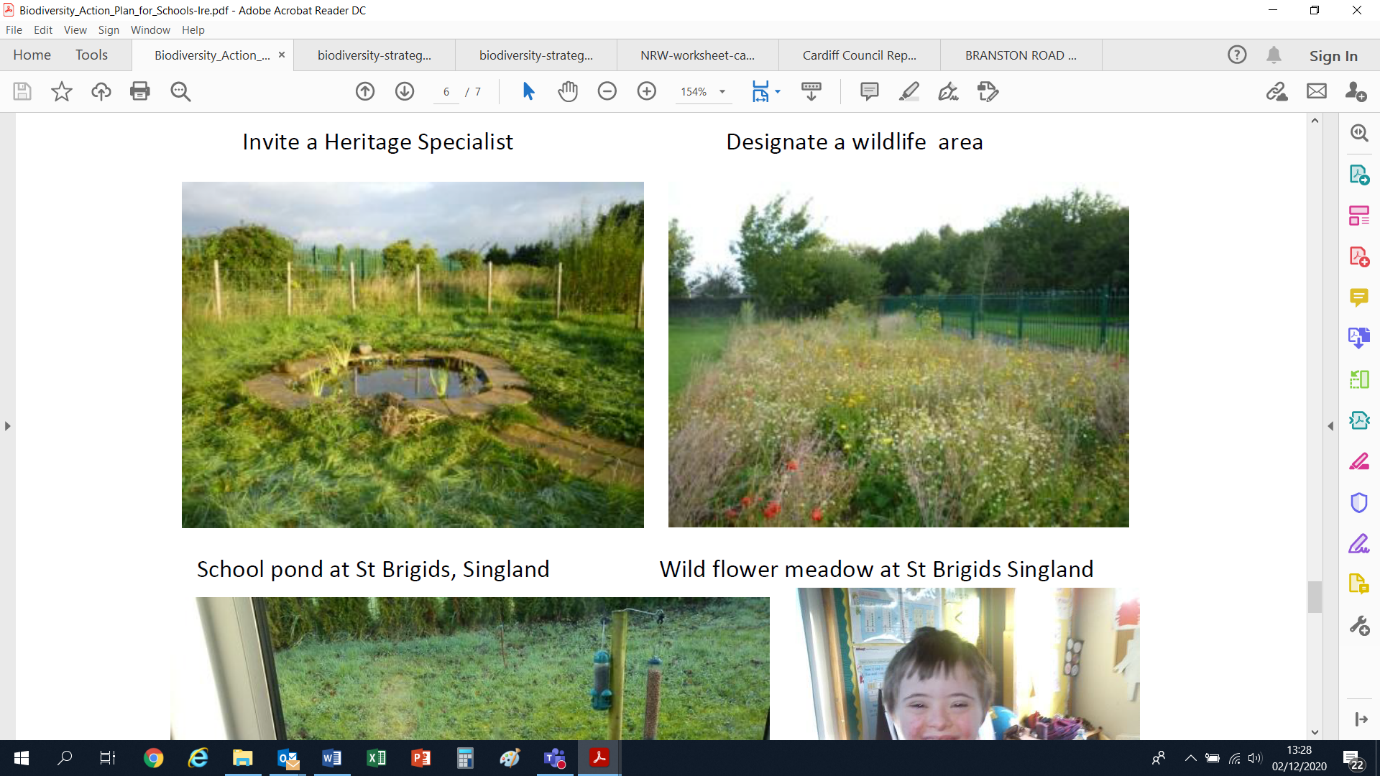 Biodiversity_Action_Plan_for_Schools-Ire.pdf - Adobe Acrobat Reader DC
File Edit View Sign Window Help
Home Tools Biodiversity_Action_... × biodiversity-strateg... biodiversity-strateg... NRW-worksheet-ca... Cardiff Council Rep... BRANSTON ROAD ... Sign In
6 / 7 154%
Invite a Heritage Specialist Designate a wildlife area
School pond at St Brigids, Singland Wild flower meadow at St Brigids Singland
13:28
02/12/2020
22